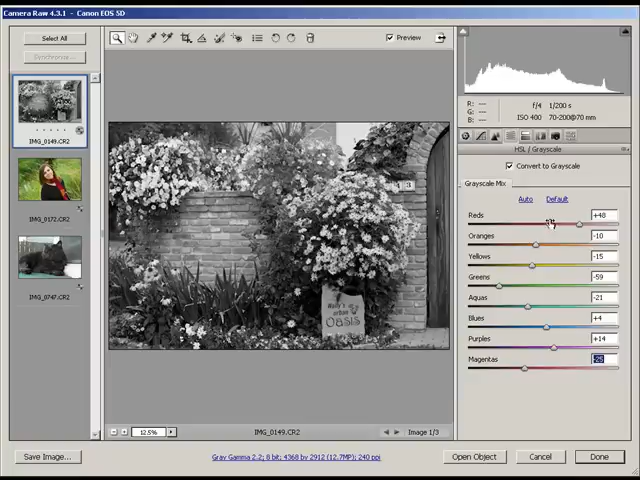 Camera Raw 4.3.1 - Canon EOS 5D
Select All
Synchronize...
Preview
R: ---
G: ---
B: ---
f/4 1/200 s
ISO 400 70-200@70 mm
HSL / Grayscale
Convert to Grayscale
Grayscale Mix
Auto Default
Reds +48
Oranges -10
Yellows -15
Greens -59
Aquas -21
Blues +4
Purples +14
Magentas -25
IMG_0149.CR2
IMG_0172.CR2
IMG_0747.CR2
urban
OASIS
12.5%
IMG_0149.CR2
Image 1/3
Save Image...
Gray Gamma 2.2; 8 bit; 4368 by 2912 (12.7MP); 240 ppi
Open Object
Cancel
Done